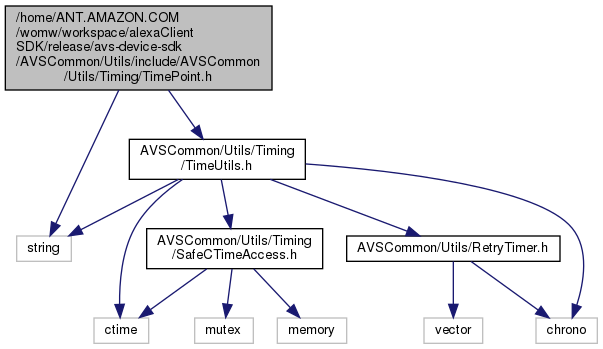 /home/ANT.AMAZON.COM
/womw/workspace/alexaClient
SDK/release/avs-device-sdk
/AVSCommon/Utils/include/AVSCommon
/Utils/Timing/TimePoint.h
AVSCommon/Utils/Timing
/TimeUtils.h
string
AVSCommon/Utils/Timing
/SafeCTimeAccess.h
AVSCommon/Utils/RetryTimer.h
ctime
mutex
memory
vector
chrono